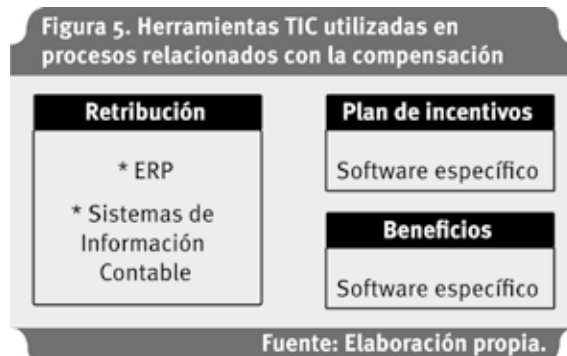 Figura 5. Herramientas TIC utilizadas en
procesos relacionados con la compensación
Retribución
* ERP
* Sistemas de
Información
Contable
Plan de incentivos
Software específico
Beneficios
Software específico
Fuente: Elaboración propia.